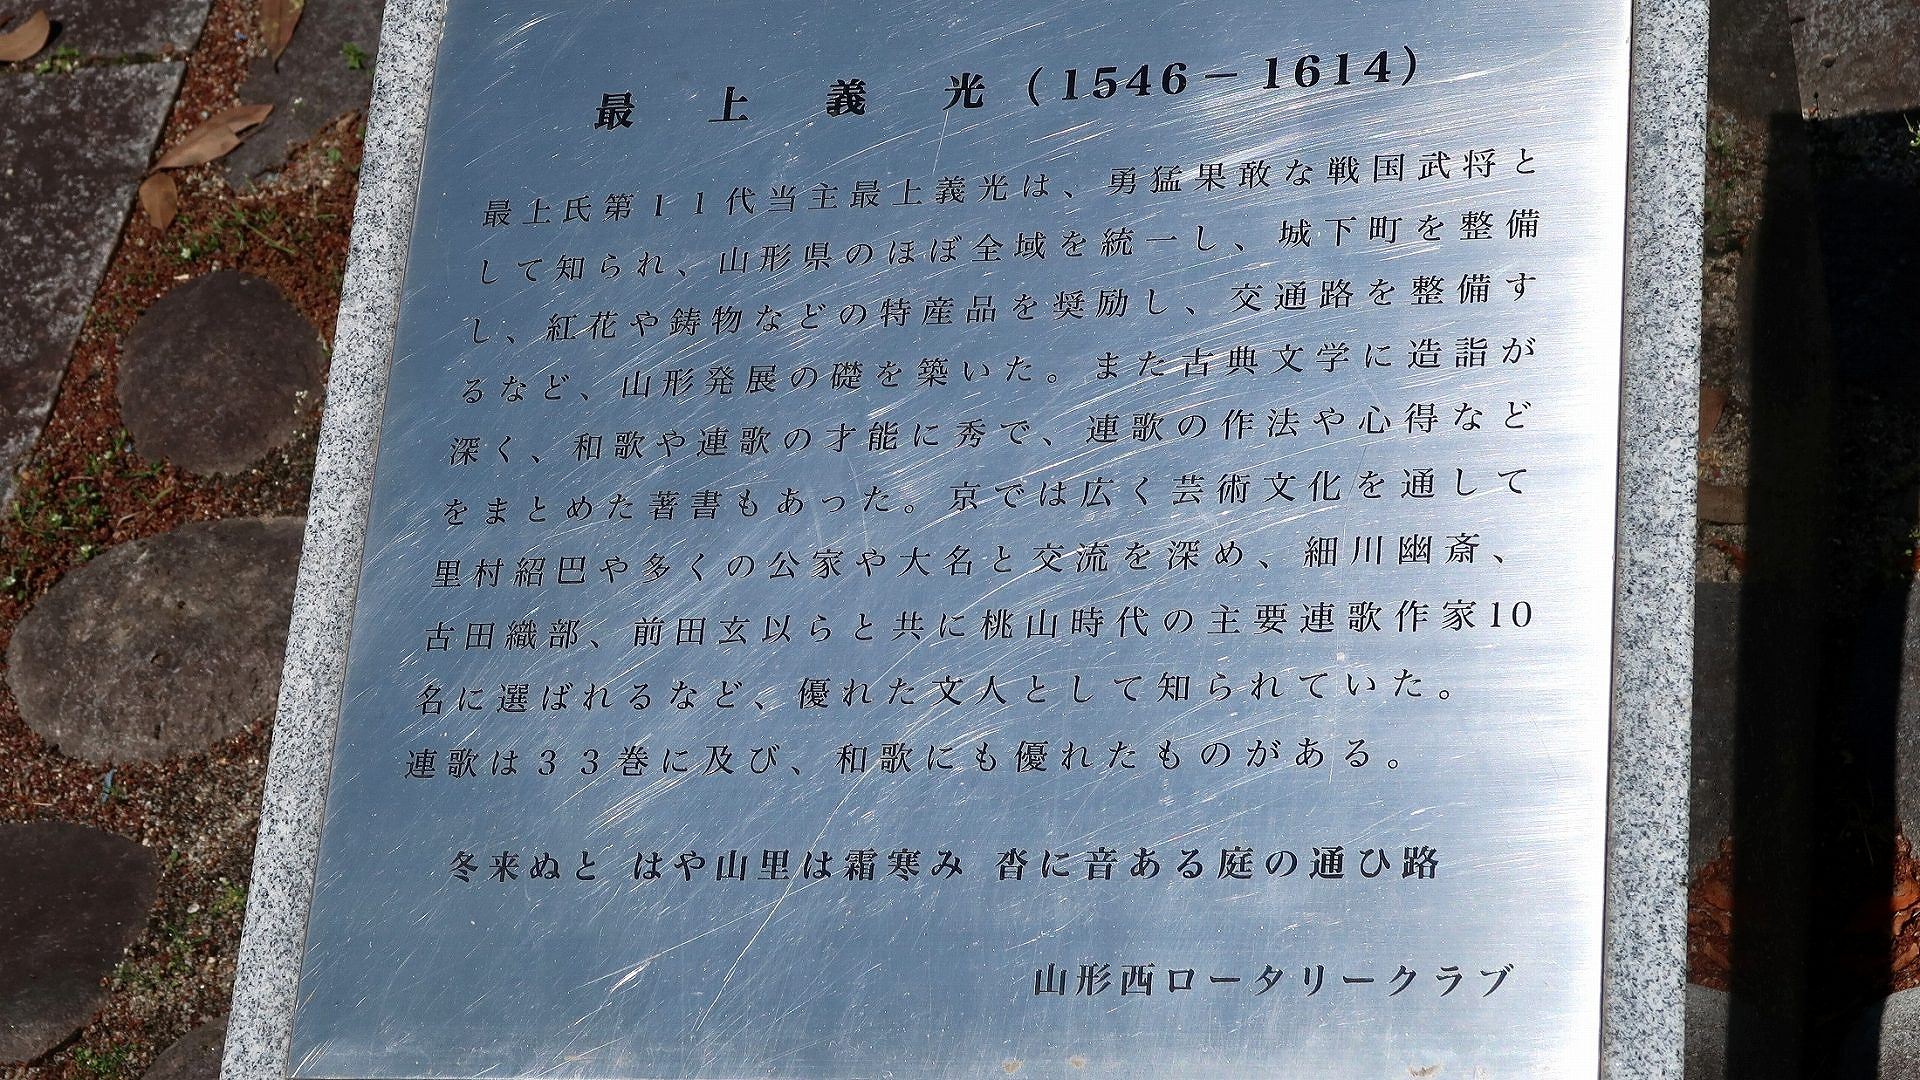 最上義光(1546－1614)
最上氏第１１代当主最上義光は、勇猛果敢な戦国武将と
して知られ、山形県のほぼ全域を統一し、城下町を整備
し、紅花や鋳物などの特産品を奨励し、交通路を整備す
るなど、山形発展の礎を築いた。また古典文学に造詣が
深く、和歌や連歌の才能に秀で、連歌の作法や心得など
をまとめた著書もあった。京では広く芸術文化を通して
里村紹巴や多くの公家や大名と交流を深め、細川幽斎、
古田織部、前田玄以らと共に桃山時代の主要連歌作家10
名に選ばれるなど、優れた文人として知られていた。
連歌は３３巻に及び、和歌にも優れたものがある。
冬来ぬと はや山里は霜寒み 沓に音ある庭の通ひ路
山形西ロータリークラブ